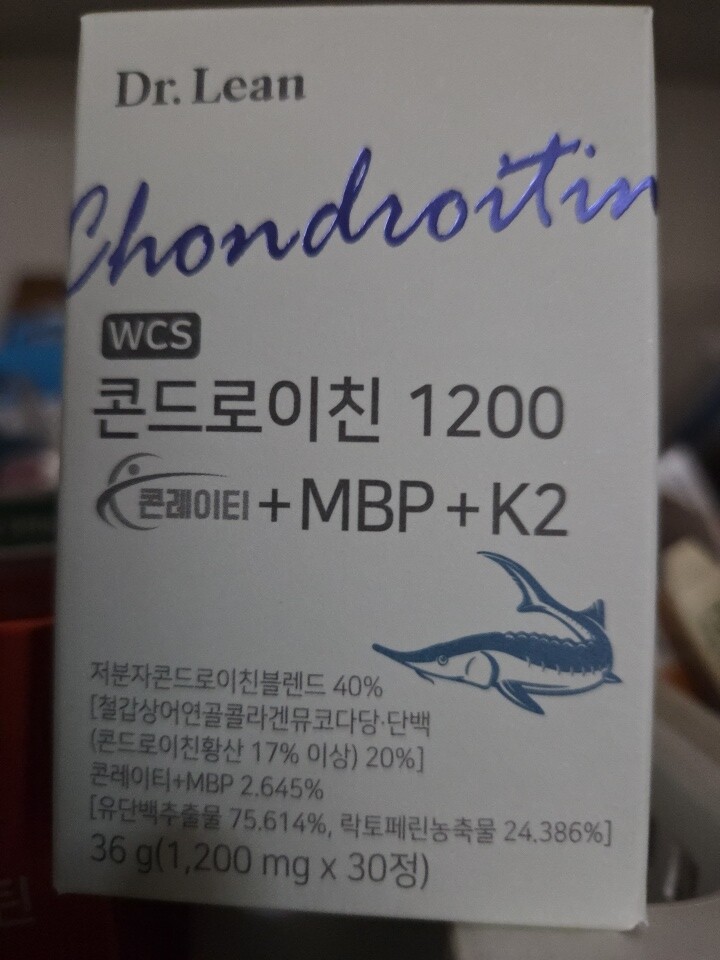 Dr. Lean
Chondroitin
WCS
콘드로이친 1200
콘레이티 + MBP + K2
저분자콘드로이친블렌드 40%
[철갑상어연골콜라겐뮤코다당·단백
(콘드로이친황산 17% 이상) 20%]
콘레이티+MBP 2.645%
[유단백추출물 75.614%, 락토페린농축물 24.386%]
36 g(1,200 mg x 30정)